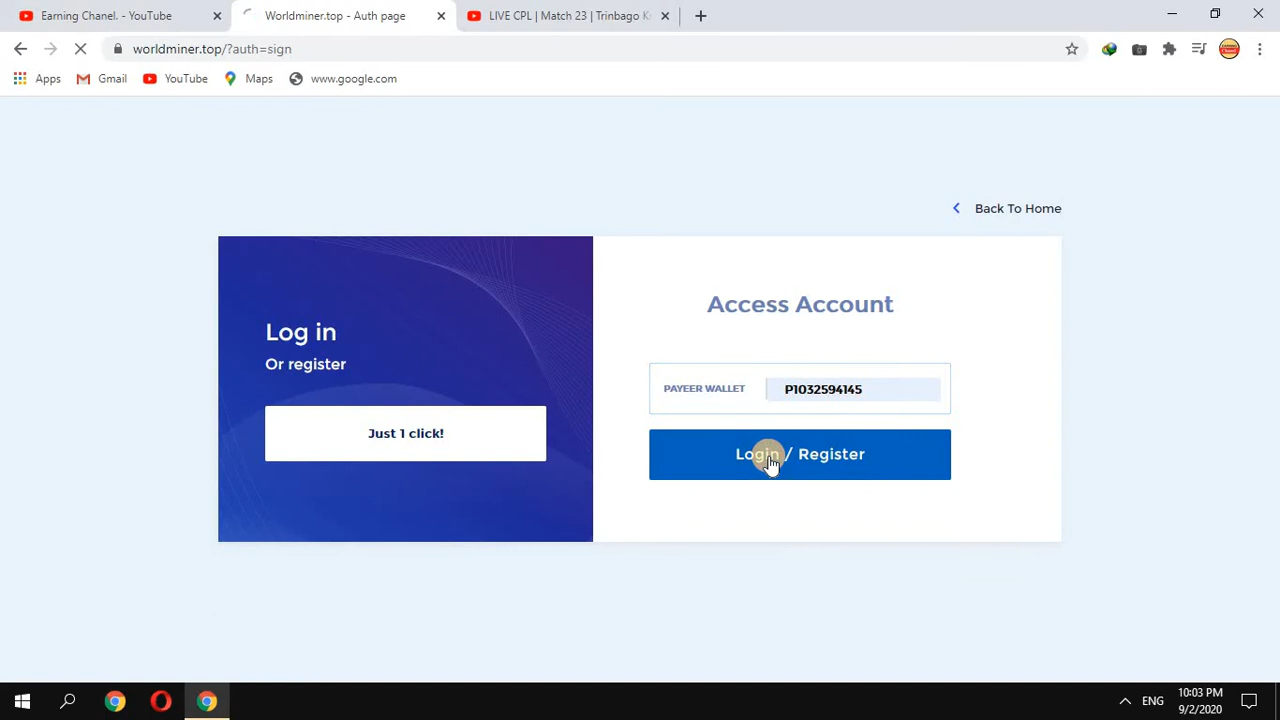 Earning Channel. - YouTube
Worldminer.top - Auth page
LIVE CPL | Match 23 | Trinbago K
worldminer.top/?auth=sign
Apps
Gmail
YouTube
Maps
www.google.com
Back To Home
Log in
Or register
Just 1 click!
Access Account
PAYEER WALLET
P1032594145
Login / Register
ENG
10:03 PM
9/2/2020